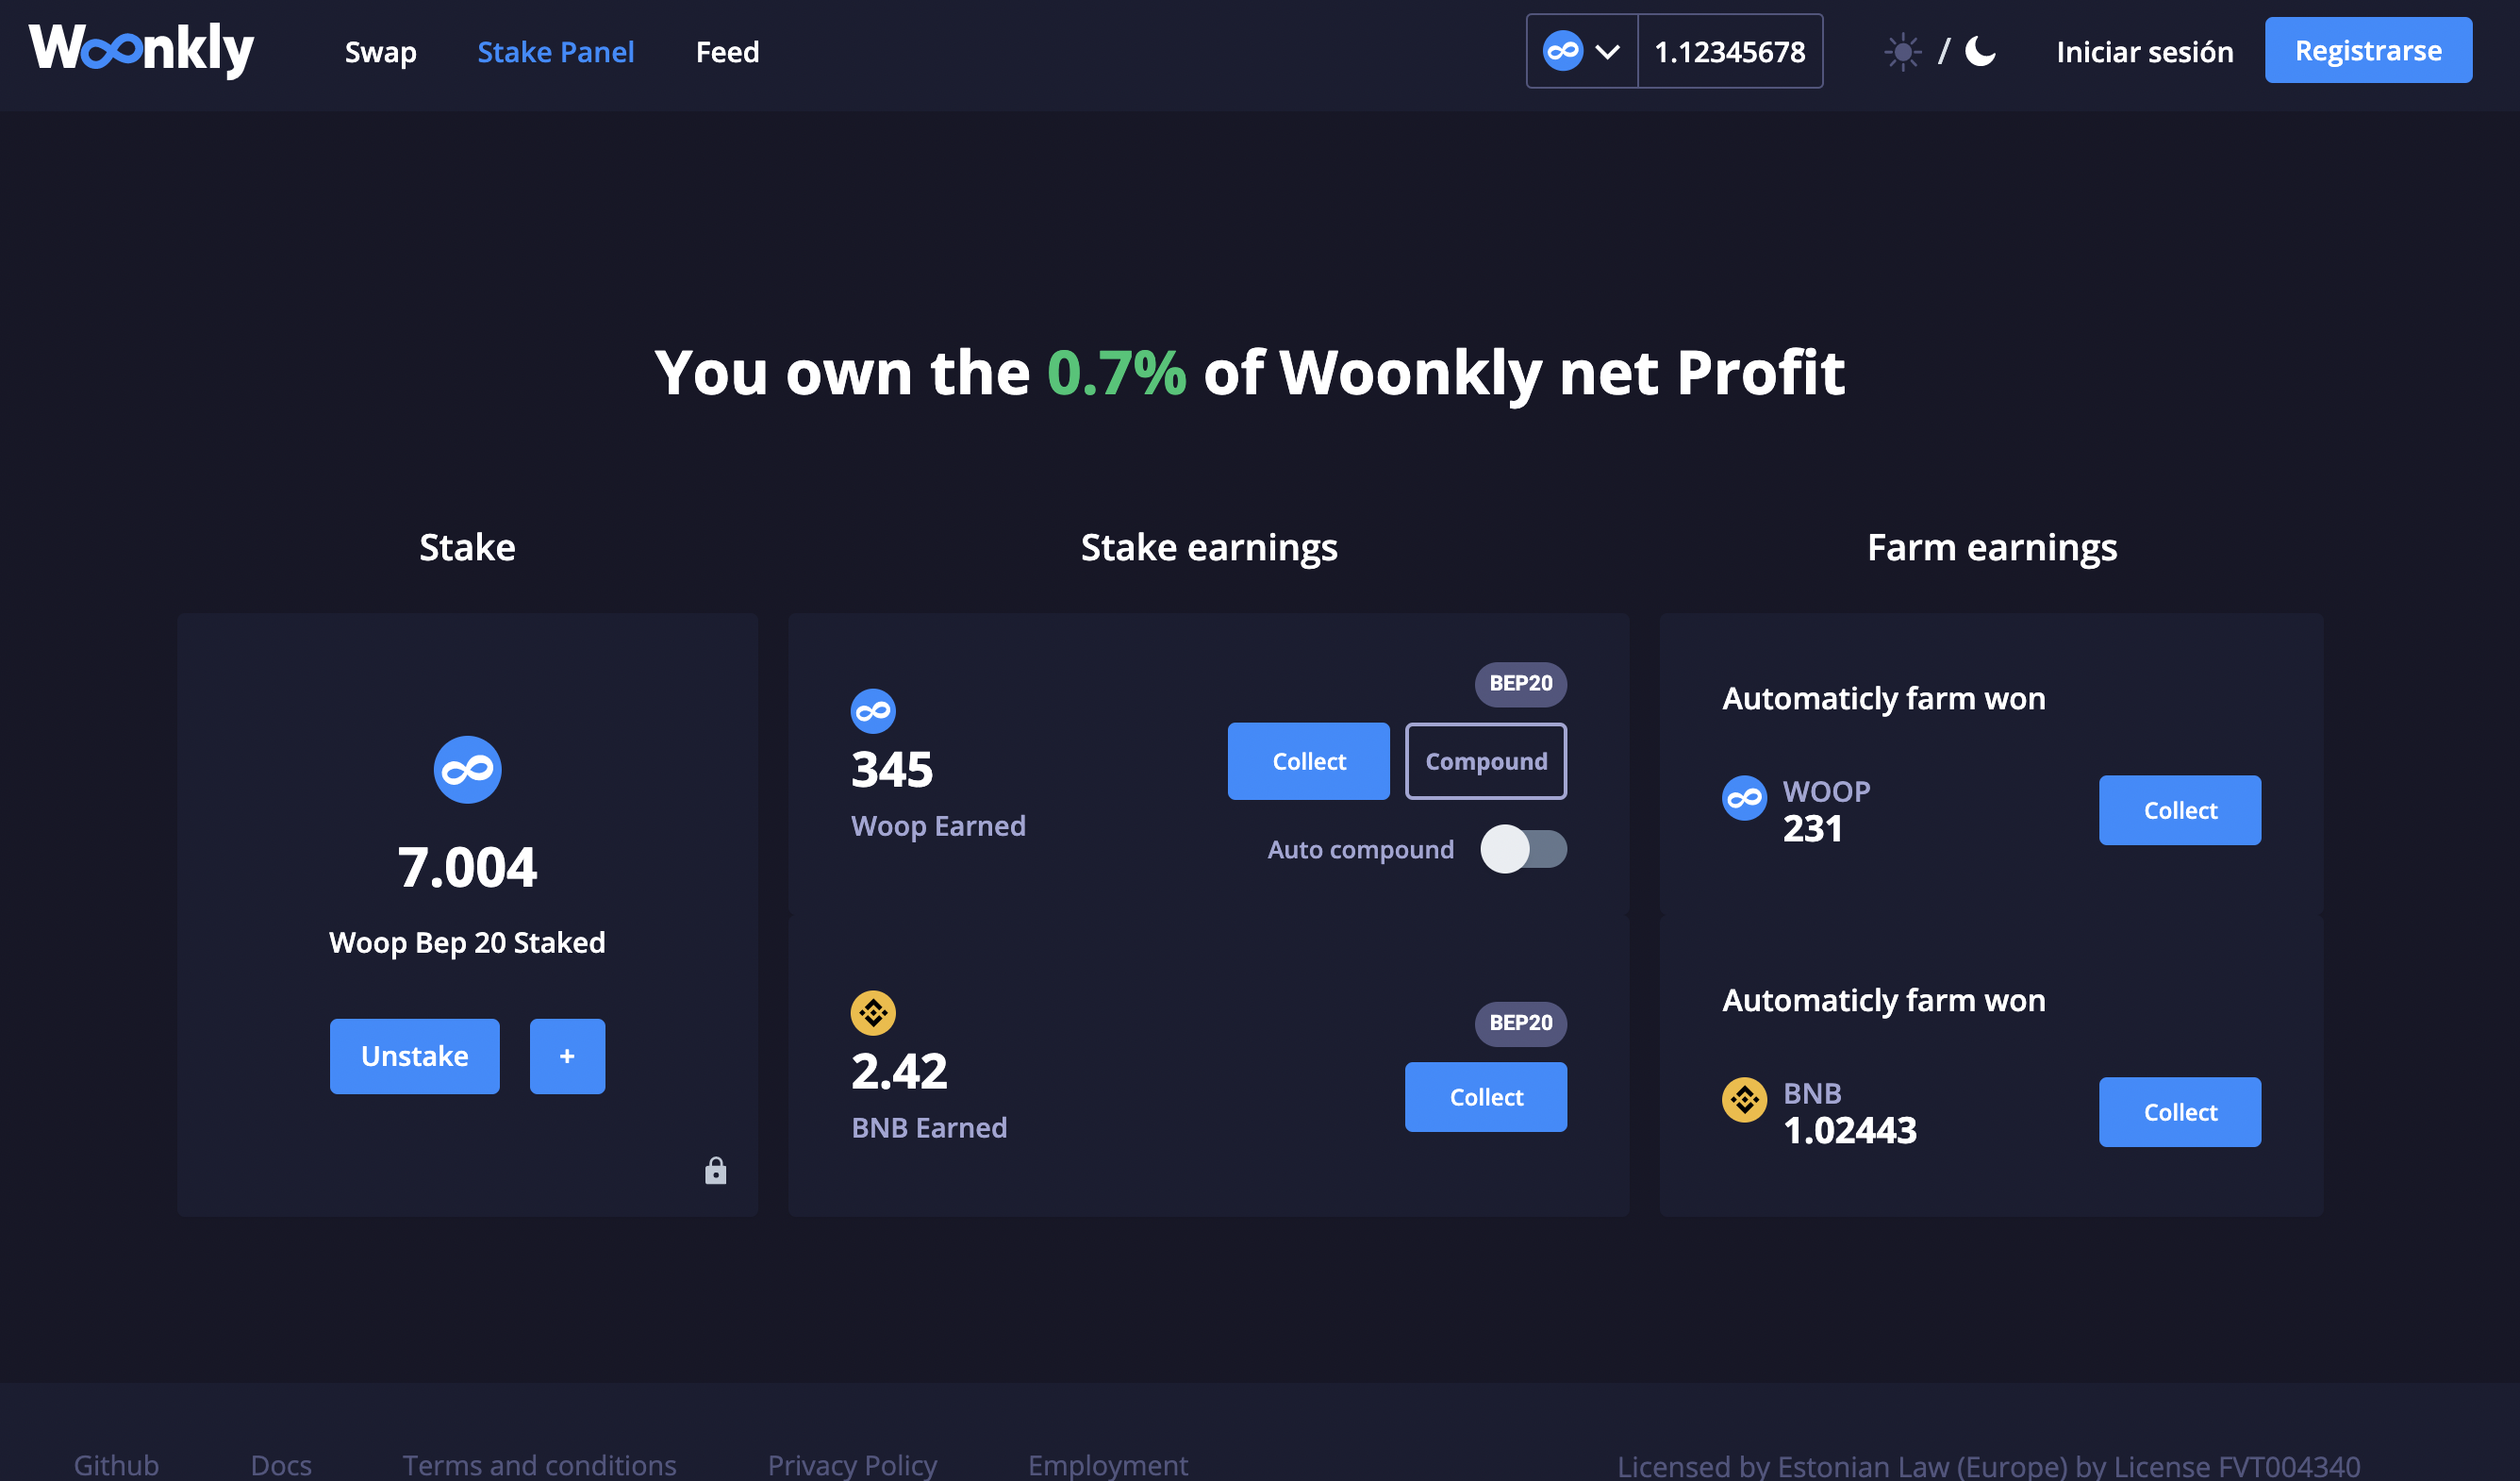 Woonkly
Swap
Stake Panel
Feed
1.12345678
/
Iniciar sesión
Registrarse
You own the 0.7% of Woonkly net Profit
Stake
7.004
Woop Bep 20 Staked
Unstake
+
Stake earnings
345
Woop Earned
BEP20
Collect
Compound
Auto compound
2.42
BNB Earned
BEP20
Collect
Farm earnings
Automaticly farm won
WOOP
231
Collect
Automaticly farm won
BNB
1.02443
Collect
Github
Docs
Terms and conditions
Privacy Policy
Employment
Licensed by Estonian Law (Europe) by License FVT004340